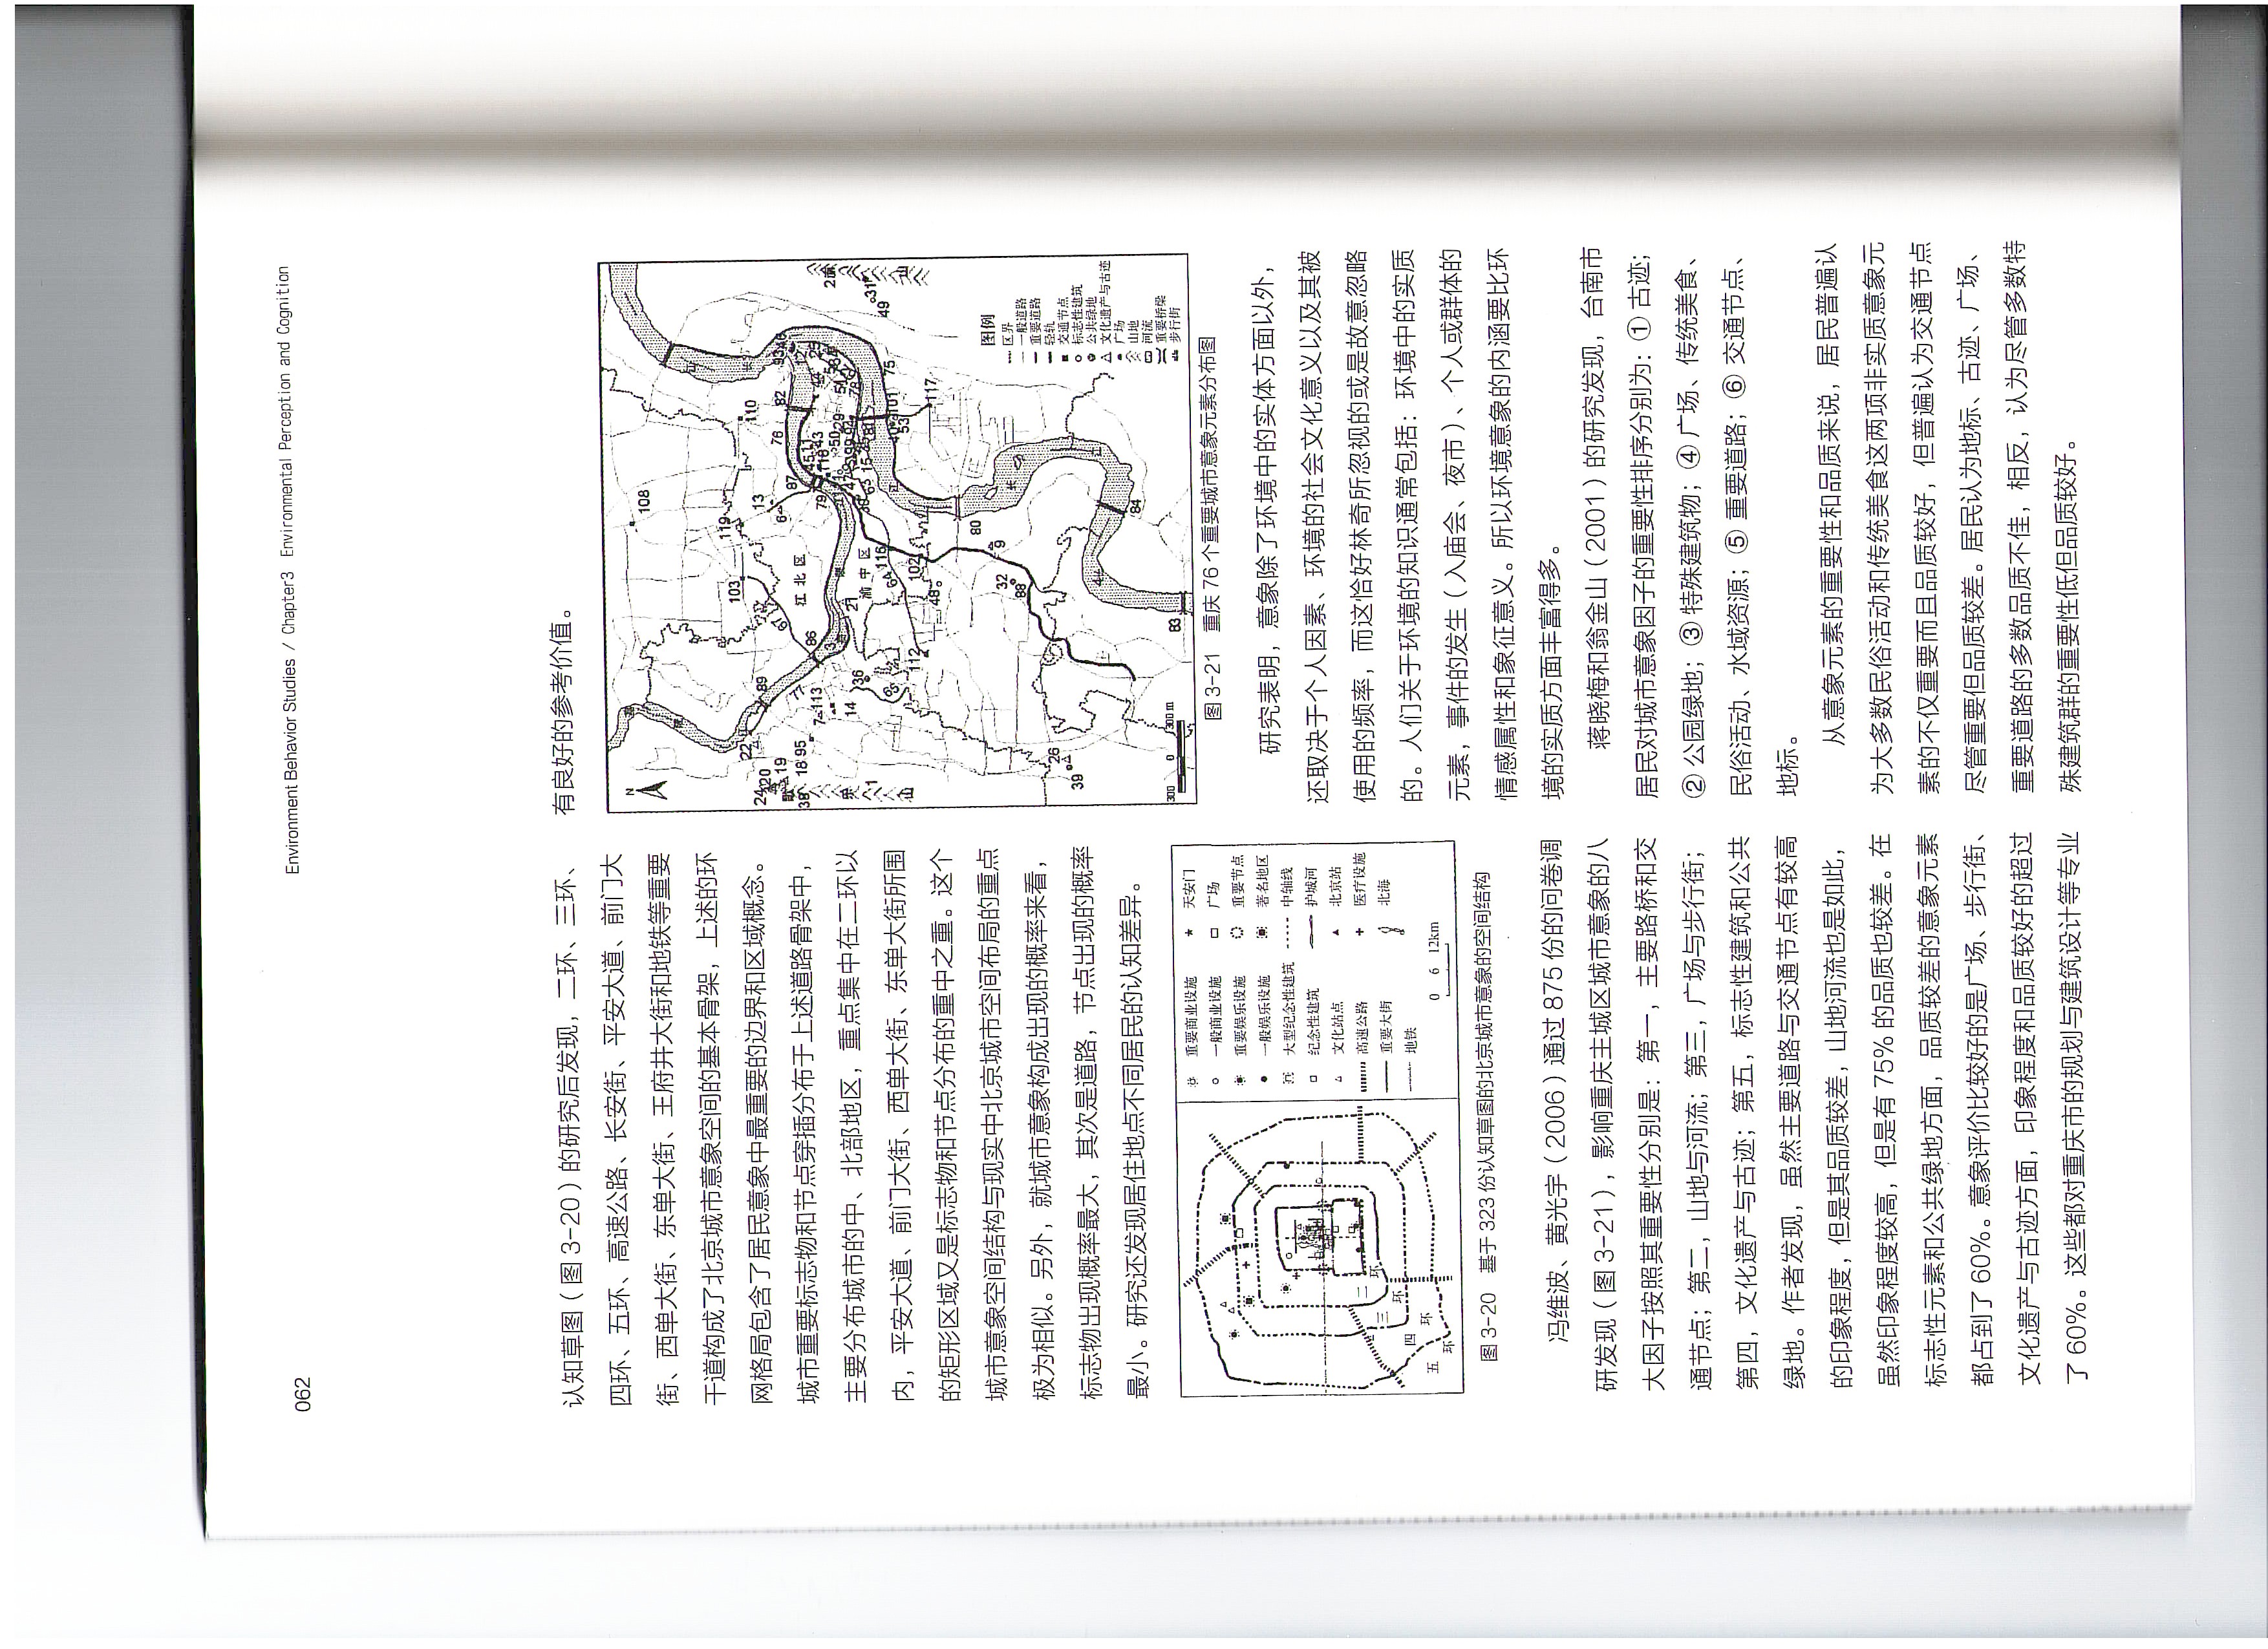 062
Environment Behavior Studies / Chapter3 Environmental Perception and Cognition
认知草图（图 3-20）的研究后发现，二环、三环、
四环、五环、高速公路、长安街、平安大道、前门大
街、西单大街、东单大街、王府井大街和地铁等重要
干道构成了北京城市意象空间的基本骨架，上述的环
网格局包含了居民意象中最重要的边界和区域概念。
城市重要标志物和节点穿插分布于上述道路骨架中，
主要分布城市的中、北部地区，重点集中在二环以
内，平安大道、前门大街、西单大街、东单大街所围
的矩形区域又是标志物和节点分布的重中之重。这个
城市意象空间结构与现实中北京城市空间布局的重点
极为相似。另外，就城市意象构成出现的概率来看，
标志物出现概率最大，其次是道路，节点出现的概率
最小。研究还发现居住地点不同居民的认知差异。
二
环
三
环
四
环
五
环
重要商业设施
一般商业设施
重要娱乐设施
一般娱乐设施
大型纪念性建筑
纪念性建筑
文化站点
高速公路
重要大街
地铁
天安门
广场
重要节点
著名地区
中轴线
护城河
北京站
医疗设施
北海
0 6 12km
图 3-20 基于 323 份认知草图的北京城市意象的空间结构
冯维波、黄光宇（2006）通过 875 份的问卷调
研发现（图 3-21），影响重庆主城区城市意象的八
大因子按照其重要性分别是：第一，主要路桥和交
通节点；第二，山地与河流；第三，广场与步行街；
第四，文化遗产与古迹；第五，标志性建筑和公共
绿地。作者发现，虽然主要道路与交通节点有较高
的印象程度，但是其品质较差，山地河流也是如此，
虽然印象程度较高，但是有 75% 的品质也较差。在
标志性元素和公共绿地方面，品质较差的意象元素
都占到了 60%。意象评价比较好的是广场、步行街、
文化遗产与古迹方面，印象程度和品质较好的超过
了 60%。这些都对重庆市的规划与建筑设计等专业
有良好的参考价值。
N
108
119
103
110
13
6
22
89
24
20
19
18 95
67
77
76
82
93
87
江北区
86
7
113
3
79
14
36
21
渝中区
64
116
65
112
102
48
49
31
75
101
53
117
80
9
32
88
26
39
84
83
1
长
江
山
图例
区界
一般道路
重要道路
轻轨
交通节点
标志性建筑
公共绿地
文化遗产与古迹
广场
山地
河流
重要桥梁
步行街
300 0 300 m
图 3-21 重庆 76 个重要城市意象元素分布图
研究表明，意象除了环境中的实体方面以外，
还取决于个人因素、环境的社会文化意义以及其被
使用的频率，而这恰好林奇所忽视的或是故意忽略
的。人们关于环境的知识通常包括：环境中的实质
元素，事件的发生（入庙会、夜市）、个人或群体的
情感属性和象征意义。所以环境意象的内涵要比环
境的实质方面丰富得多。
蒋晓梅和翁金山（2001）的研究发现，台南市
居民对城市意象因子的重要性排序分别为：① 古迹；
② 公园绿地；③ 特殊建筑物；④ 广场、传统美食、
民俗活动、水域资源；⑤ 重要道路；⑥ 交通节点、
地标。
从意象元素的重要性和品质来说，居民普遍认
为大多数民俗活动和传统美食这两项非实质意象元
素的不仅重要而且品质较好，但普遍认为交通节点
尽管重要但品质较差。居民认为地标、古迹、广场、
重要道路的多数品质不佳，相反，认为尽管多数特
殊建筑群的重要性低但品质较好。